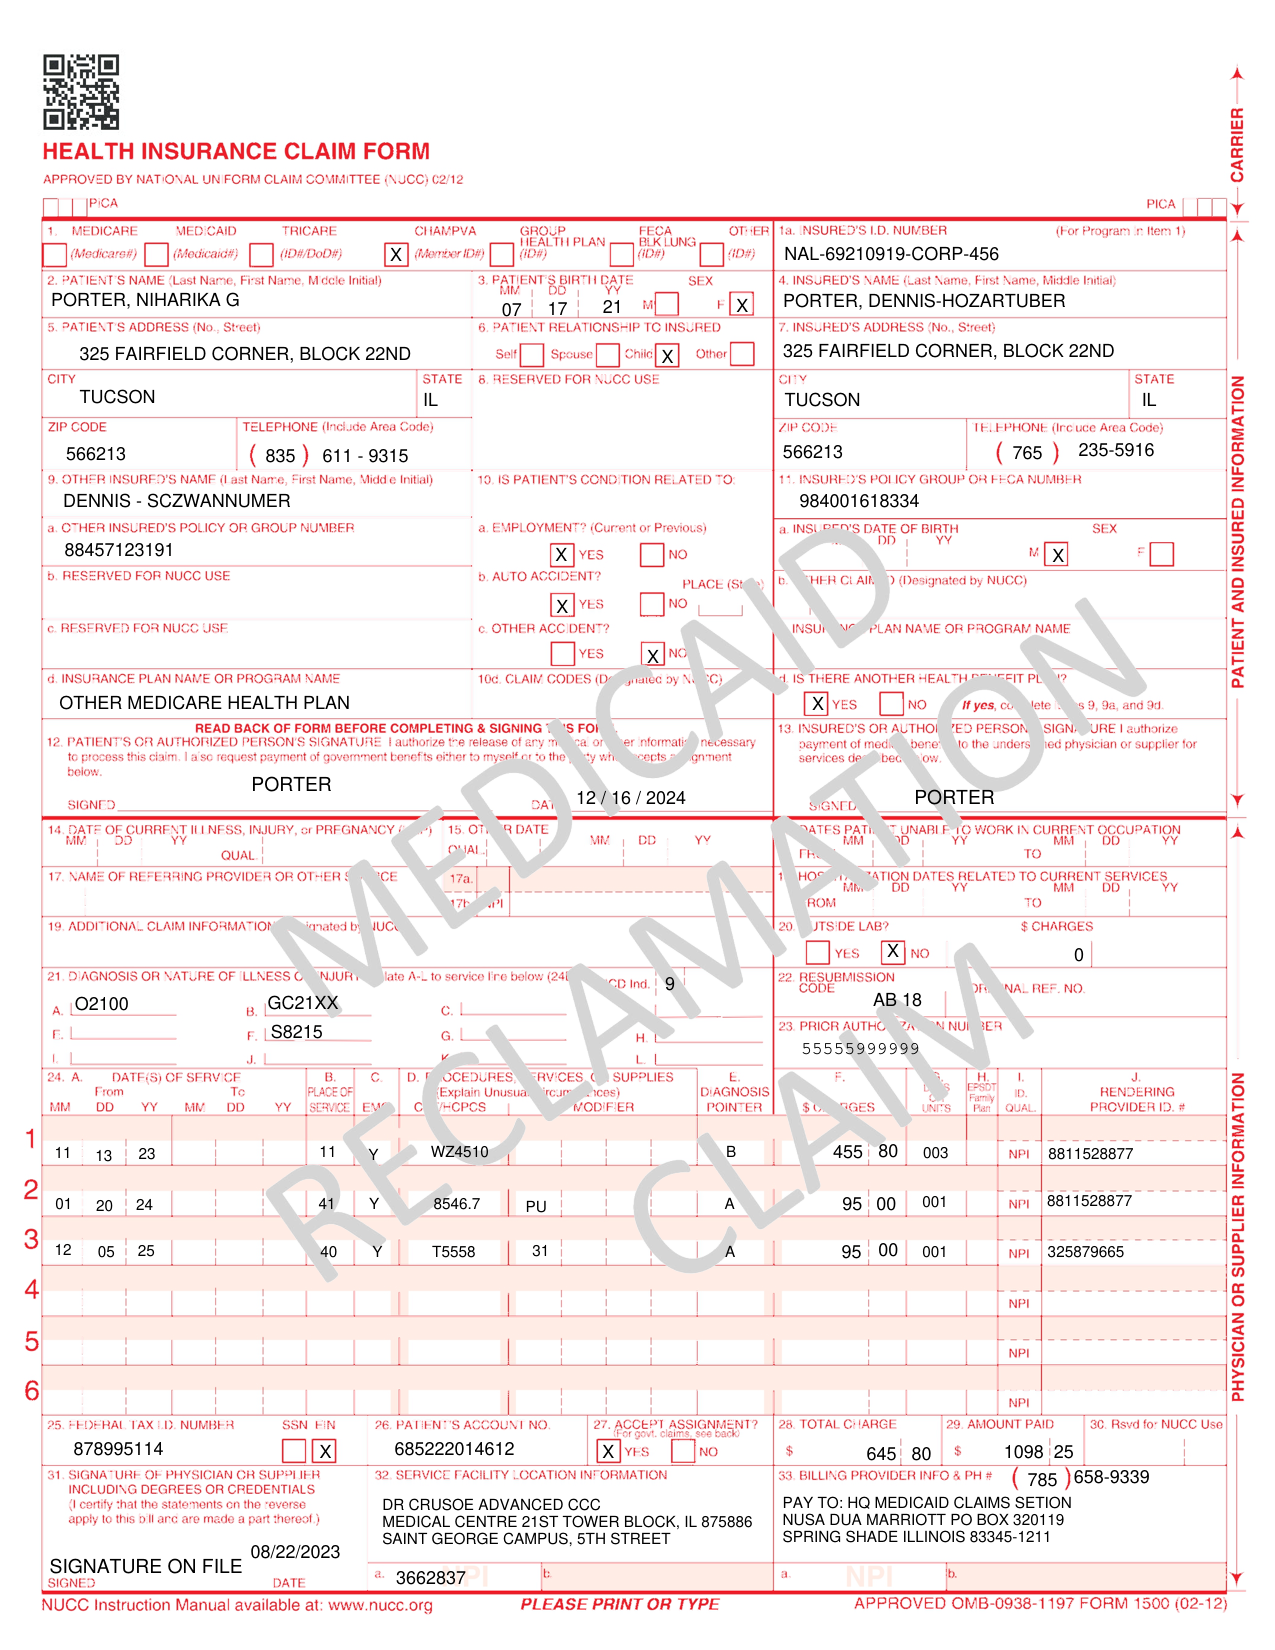 HEALTH INSURANCE CLAIM FORM
APPROVED BY NATIONAL UNIFORM CLAIM COMMITTEE (NUCC) 02/12
PICA PICA
CARRIER
1. MEDICARE MEDICAID TRICARE CHAMPVA GROUP HEALTH PLAN FECA BLK LUNG OTHER
(Medicare#) (Medicaid#) (ID#/DoD#) X (Member ID#) (ID#) (ID#) (ID#)
1a. INSURED'S I.D. NUMBER (For Program in Item 1)
NAL-69210919-CORP-456
2. PATIENT'S NAME (Last Name, First Name, Middle Initial)
PORTER, NIHARIKA G
3. PATIENT'S BIRTH DATE SEX
MM DD YY
07 17 21 M F X
4. INSURED'S NAME (Last Name, First Name, Middle Initial)
PORTER, DENNIS-HOZARTUBER
5. PATIENT'S ADDRESS (No., Street)
325 FAIRFIELD CORNER, BLOCK 22ND
6. PATIENT RELATIONSHIP TO INSURED
Self Spouse Child X Other
7. INSURED'S ADDRESS (No., Street)
325 FAIRFIELD CORNER, BLOCK 22ND
CITY STATE
TUCSON IL
8. RESERVED FOR NUCC USE
CITY STATE
TUCSON IL
ZIP CODE TELEPHONE (Include Area Code)
566213 ( 835 ) 611 - 9315
ZIP CODE TELEPHONE (Include Area Code)
566213 ( 765 ) 235-5916
9. OTHER INSURED'S NAME (Last Name, First Name, Middle Initial)
DENNIS - SCZWANNUMER
10. IS PATIENT'S CONDITION RELATED TO:
11. INSURED'S POLICY GROUP OR FECA NUMBER
984001618334
a. OTHER INSURED'S POLICY OR GROUP NUMBER
88457123191
a. EMPLOYMENT? (Current or Previous)
X YES NO
a. INSURED'S DATE OF BIRTH SEX
DD YY
M X F
b. RESERVED FOR NUCC USE
b. AUTO ACCIDENT? PLACE (State)
X YES NO
b. OTHER CLAIM ID (Designated by NUCC)
c. RESERVED FOR NUCC USE
c. OTHER ACCIDENT?
YES X NO
INSURANCE PLAN NAME OR PROGRAM NAME
d. INSURANCE PLAN NAME OR PROGRAM NAME
OTHER MEDICARE HEALTH PLAN
10d. CLAIM CODES (Designated by NUCC)
d. IS THERE ANOTHER HEALTH BENEFIT PLAN?
X YES NO If yes, complete items 9, 9a, and 9d.
READ BACK OF FORM BEFORE COMPLETING & SIGNING THIS FORM.
12. PATIENT'S OR AUTHORIZED PERSON'S SIGNATURE I authorize the release of any medical or other information necessary
to process this claim. I also request payment of government benefits either to myself or to the party who accepts assignment
below.
PORTER
SIGNED DATE 12 / 16 / 2024
13. INSURED'S OR AUTHORIZED PERSON'S SIGNATURE I authorize
payment of medical benefits to the undersigned physician or supplier for
services described below.
PORTER
SIGNED
PATIENT AND INSURED INFORMATION
14. DATE OF CURRENT ILLNESS, INJURY, or PREGNANCY (LMP)
MM DD YY
QUAL.
15. OTHER DATE
QUAL. MM DD YY
DATES PATIENT UNABLE TO WORK IN CURRENT OCCUPATION
MM DD YY MM DD YY
FROM TO
17. NAME OF REFERRING PROVIDER OR OTHER SOURCE
17a.
17b. NPI
18. HOSPITALIZATION DATES RELATED TO CURRENT SERVICES
MM DD YY MM DD YY
FROM TO
19. ADDITIONAL CLAIM INFORMATION (Designated by NUCC)
20. OUTSIDE LAB? $ CHARGES
YES X NO 0
21. DIAGNOSIS OR NATURE OF ILLNESS OR INJURY Relate A-L to service line below (24E) ICD Ind. 9
A. O2100 B. GC21XX C.
E. F. S8215 G. H.
I. J. K. L.
22. RESUBMISSION CODE ORIGINAL REF. NO.
AB 18
23. PRIOR AUTHORIZATION NUMBER
55555999999
24. A. DATE(S) OF SERVICE B. C. D. PROCEDURES, SERVICES, OR SUPPLIES E. F. G. H. I. J.
From To PLACE OF (Explain Unusual Circumstances) DIAGNOSIS DAYS OR EPSDT Family ID. RENDERING
MM DD YY MM DD YY SERVICE EMG CPT/HCPCS MODIFIER POINTER $ CHARGES UNITS Plan QUAL. PROVIDER ID. #
1 11 13 23 11 Y WZ4510 B 455 80 003 NPI 8811528877
2 01 20 24 41 Y 8546.7 PU A 95 00 001 NPI 8811528877
3 12 05 25 40 Y T5558 31 A 95 00 001 NPI 325879665
4 NPI
5 NPI
6 NPI
25. FEDERAL TAX I.D. NUMBER SSN EIN
878995114 X
26. PATIENT'S ACCOUNT NO.
685222014612
27. ACCEPT ASSIGNMENT?
(For govt. claims, see back)
X YES NO
28. TOTAL CHARGE
$ 645 80
29. AMOUNT PAID
$ 1098 25
30. Rsvd for NUCC Use
31. SIGNATURE OF PHYSICIAN OR SUPPLIER
INCLUDING DEGREES OR CREDENTIALS
(I certify that the statements on the reverse
apply to this bill and are made a part thereof.)
08/22/2023
SIGNATURE ON FILE
SIGNED DATE
32. SERVICE FACILITY LOCATION INFORMATION
DR CRUSOE ADVANCED CCC
MEDICAL CENTRE 21ST TOWER BLOCK, IL 875886
SAINT GEORGE CAMPUS, 5TH STREET
a. 3662837 NPI b.
33. BILLING PROVIDER INFO & PH # ( 785 ) 658-9339
PAY TO: HQ MEDICAID CLAIMS SETION
NUSA DUA MARRIOTT PO BOX 320119
SPRING SHADE ILLINOIS 83345-1211
a. NPI b.
PHYSICIAN OR SUPPLIER INFORMATION
NUCC Instruction Manual available at: www.nucc.org PLEASE PRINT OR TYPE APPROVED OMB-0938-1197 FORM 1500 (02-12)
MEDICAID
RECLAMATION
CLAIM